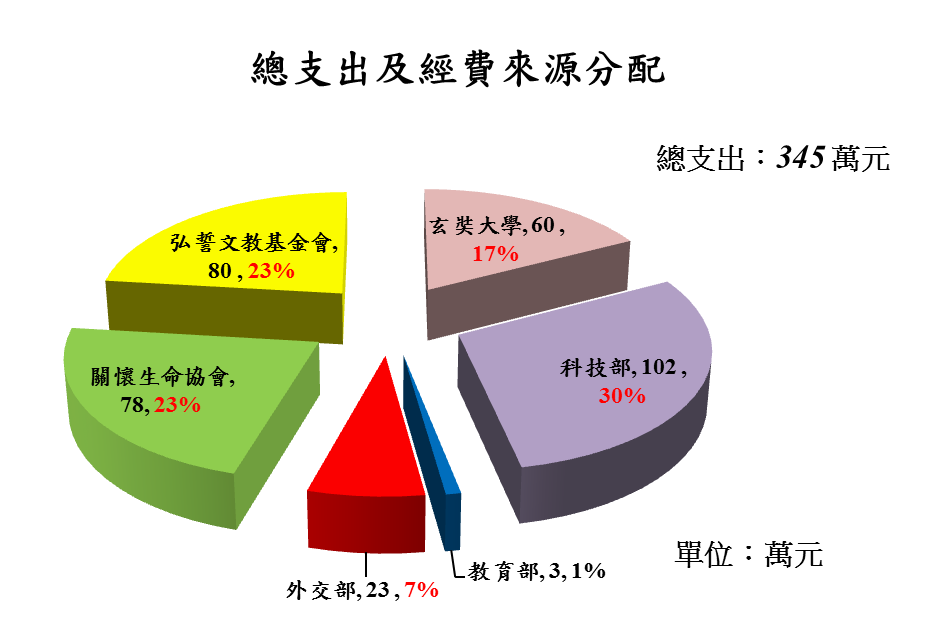 總支出及經費來源分配
總支出：345 萬元
弘誓文教基金會,
80 , 23%
玄奘大學, 60 ,
17%
關懷生命協會,
78, 23%
科技部, 102 ,
30%
單位：萬元
外交部, 23 , 7%
教育部, 3, 1%